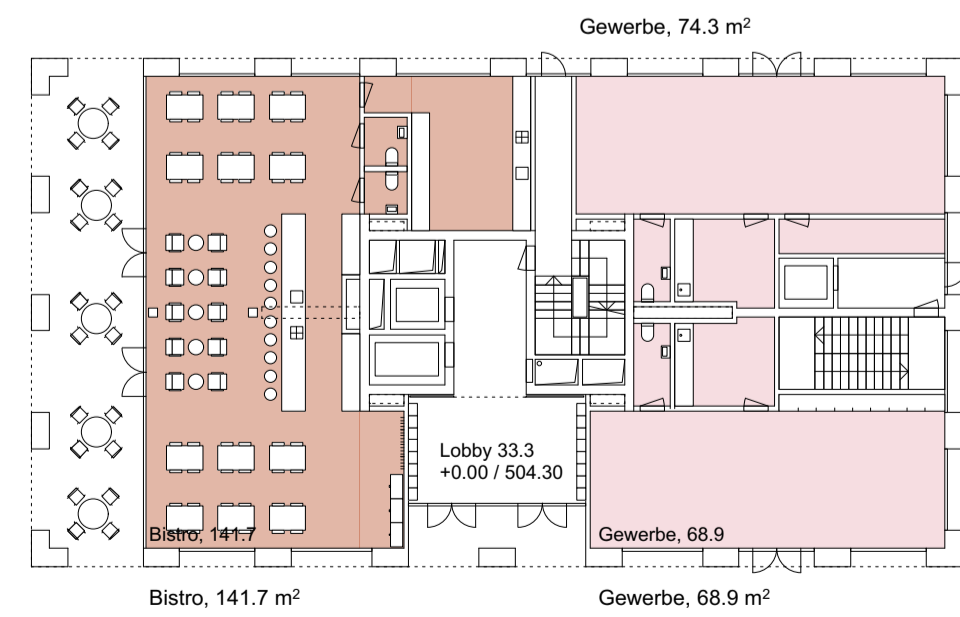 Gewerbe, 74.3 m²
Lobby 33.3
+0.00 / 504.30
Bistro, 141.7
Gewerbe, 68.9
Bistro, 141.7 m²
Gewerbe, 68.9 m²